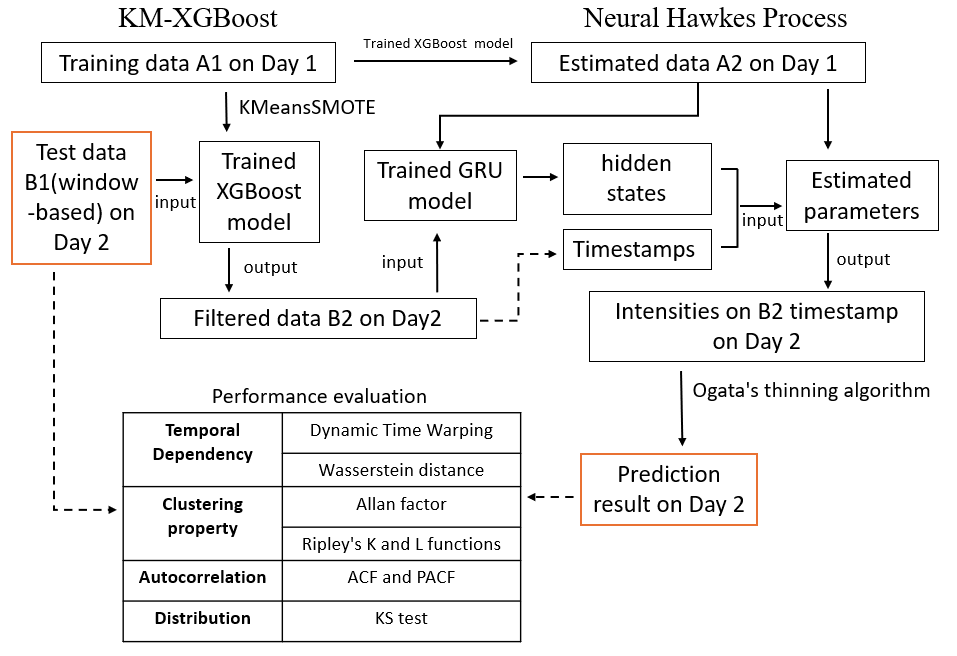 KM-XGBoost
Neural Hawkes Process
Training data A1 on Day 1
Trained XGBoost model
Estimated data A2 on Day 1
KMeansSMOTE
Test data
B1(window
-based) on
Day 2
input
Trained
XGBoost
model
Trained GRU
model
hidden
states
Timestamps
input
Estimated
parameters
output
input
output
Filtered data B2 on Day2
Intensities on B2 timestamp
on Day 2
Ogata's thinning algorithm
Prediction
result on Day 2
Performance evaluation
Temporal
Dependency
Dynamic Time Warping
Wasserstein distance
Clustering
property
Allan factor
Ripley's K and L functions
Autocorrelation
ACF and PACF
Distribution
KS test